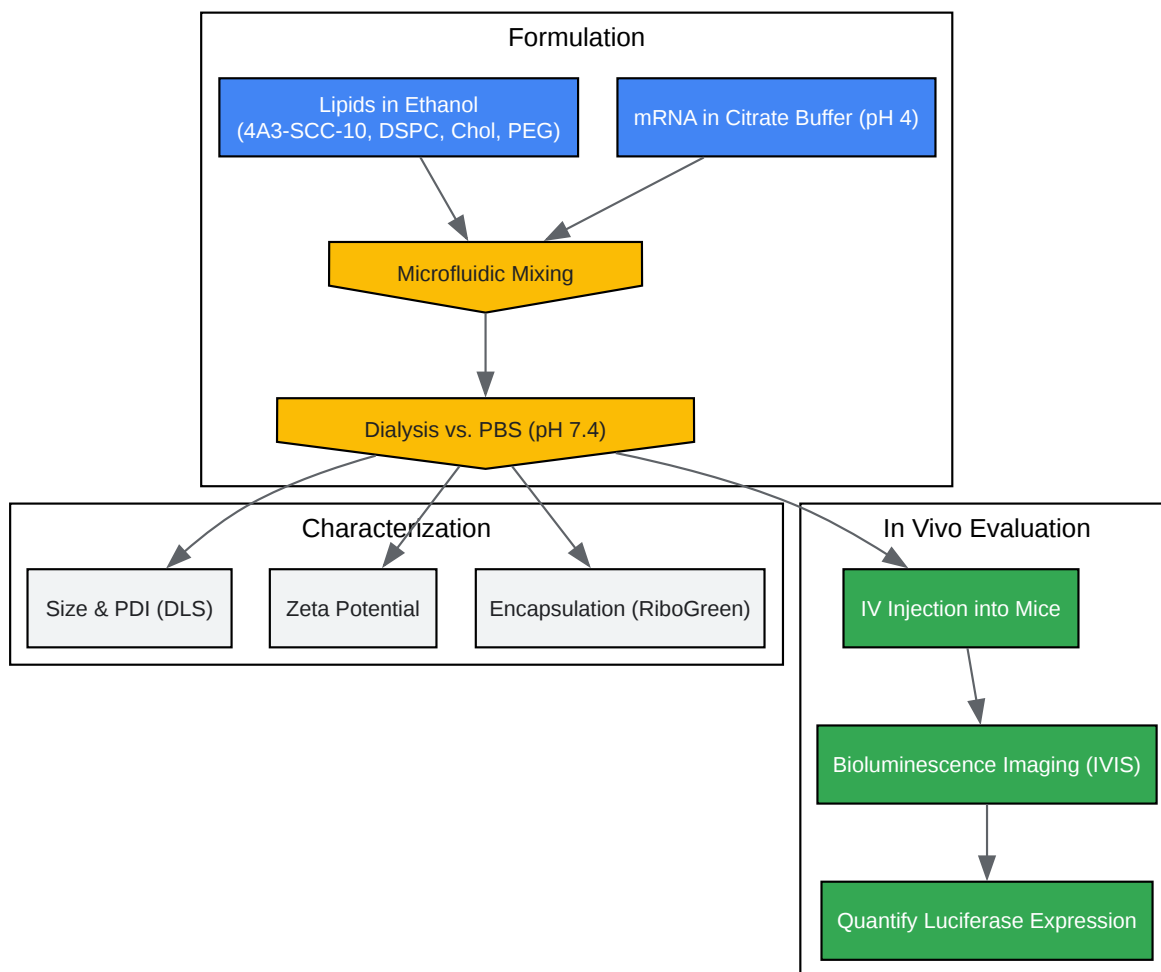 Formulation
Lipids in Ethanol
(4A3-SCC-10, DSPC, Chol, PEG)
mRNA in Citrate Buffer (pH 4)
Microfluidic Mixing
Dialysis vs. PBS (pH 7.4)
Characterization
Size & PDI (DLS)
Zeta Potential
Encapsulation (RiboGreen)
In Vivo Evaluation
IV Injection into Mice
Bioluminescence Imaging (IVIS)
Quantify Luciferase Expression